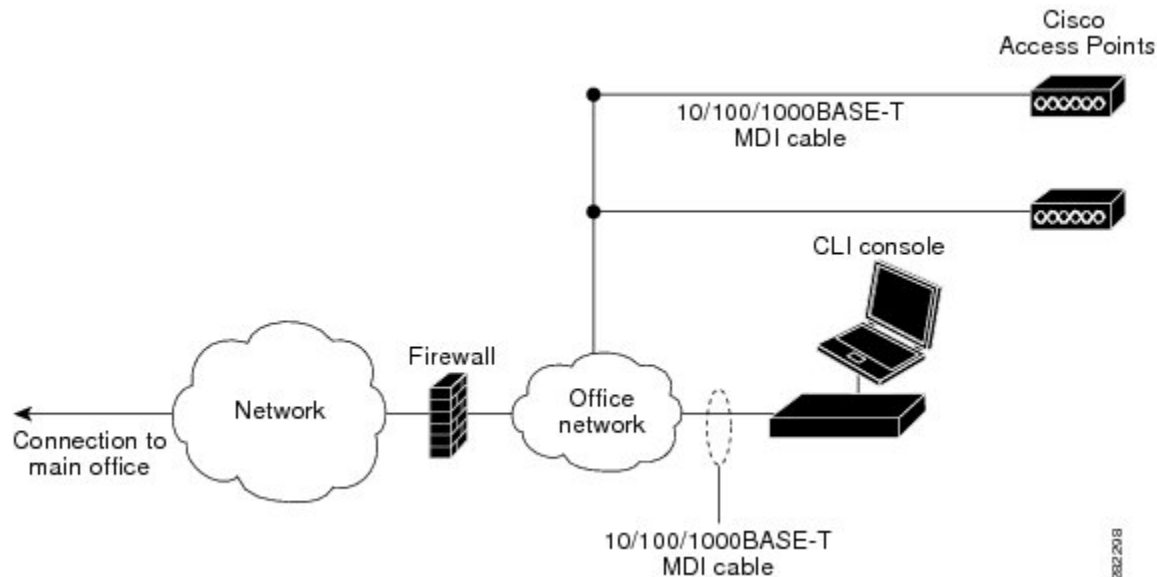 Cisco
Access Points
10/100/1000BASE-T
MDI cable
CLI console
Firewall
Network
Office
network
Connection to
main office
10/100/1000BASE-T
MDI cable
282298